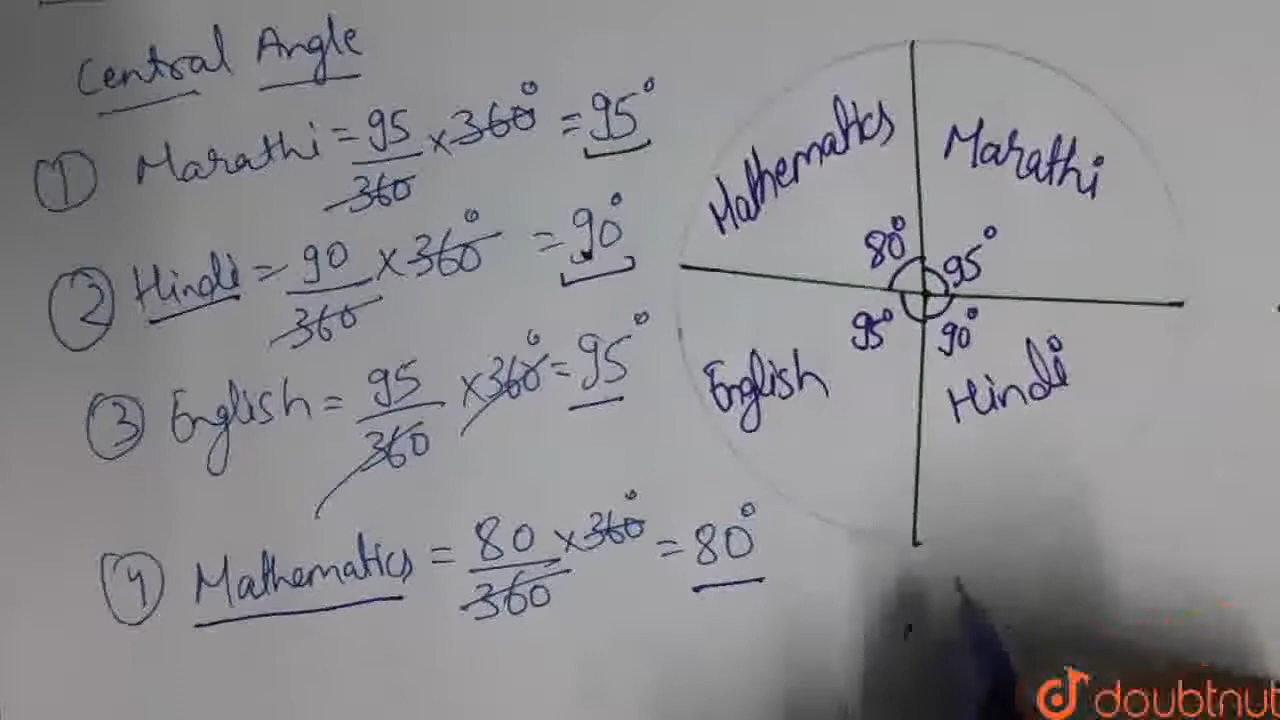 Central Angle
① Marathi = 95/360 × 360° = 95°
② Hindi = 90/360 × 360° = 90°
③ English = 95/360 × 360° = 95°
④ Mathematics = 80/360 × 360° = 80°
Mathematics
Marathi
80°
95°
95°
90°
English
Hindi
doubtnut